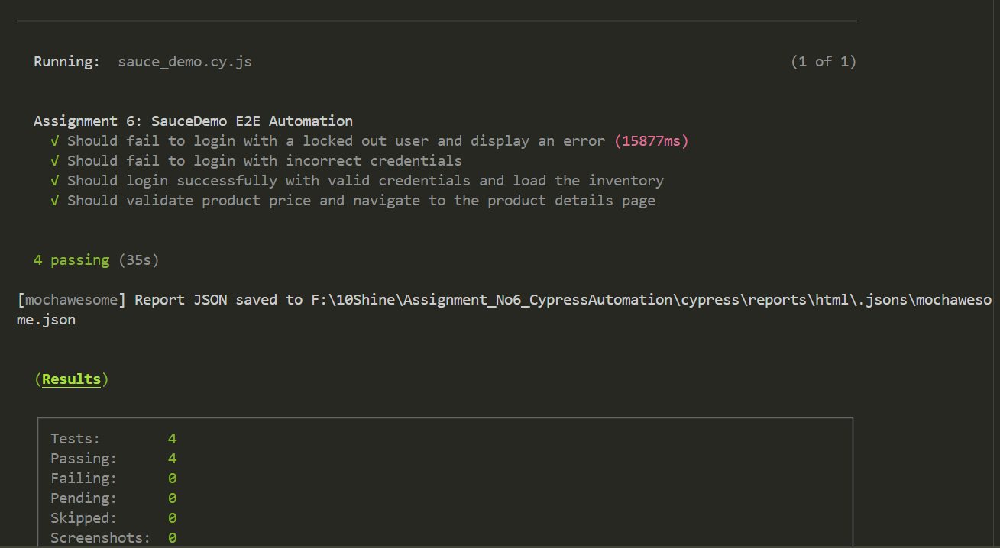 Running:  sauce_demo.cy.js (1 of 1)
Assignment 6: SauceDemo E2E Automation
√ Should fail to login with a locked out user and display an error (15877ms)
√ Should fail to login with incorrect credentials
√ Should login successfully with valid credentials and load the inventory
√ Should validate product price and navigate to the product details page
4 passing (35s)
[mochawesome] Report JSON saved to F:\10Shine\Assignment_No6_CypressAutomation\cypress\reports\html\.jsons\mochaweso
me.json
(Results)
Tests: 4
Passing: 4
Failing: 0
Pending: 0
Skipped: 0
Screenshots: 0